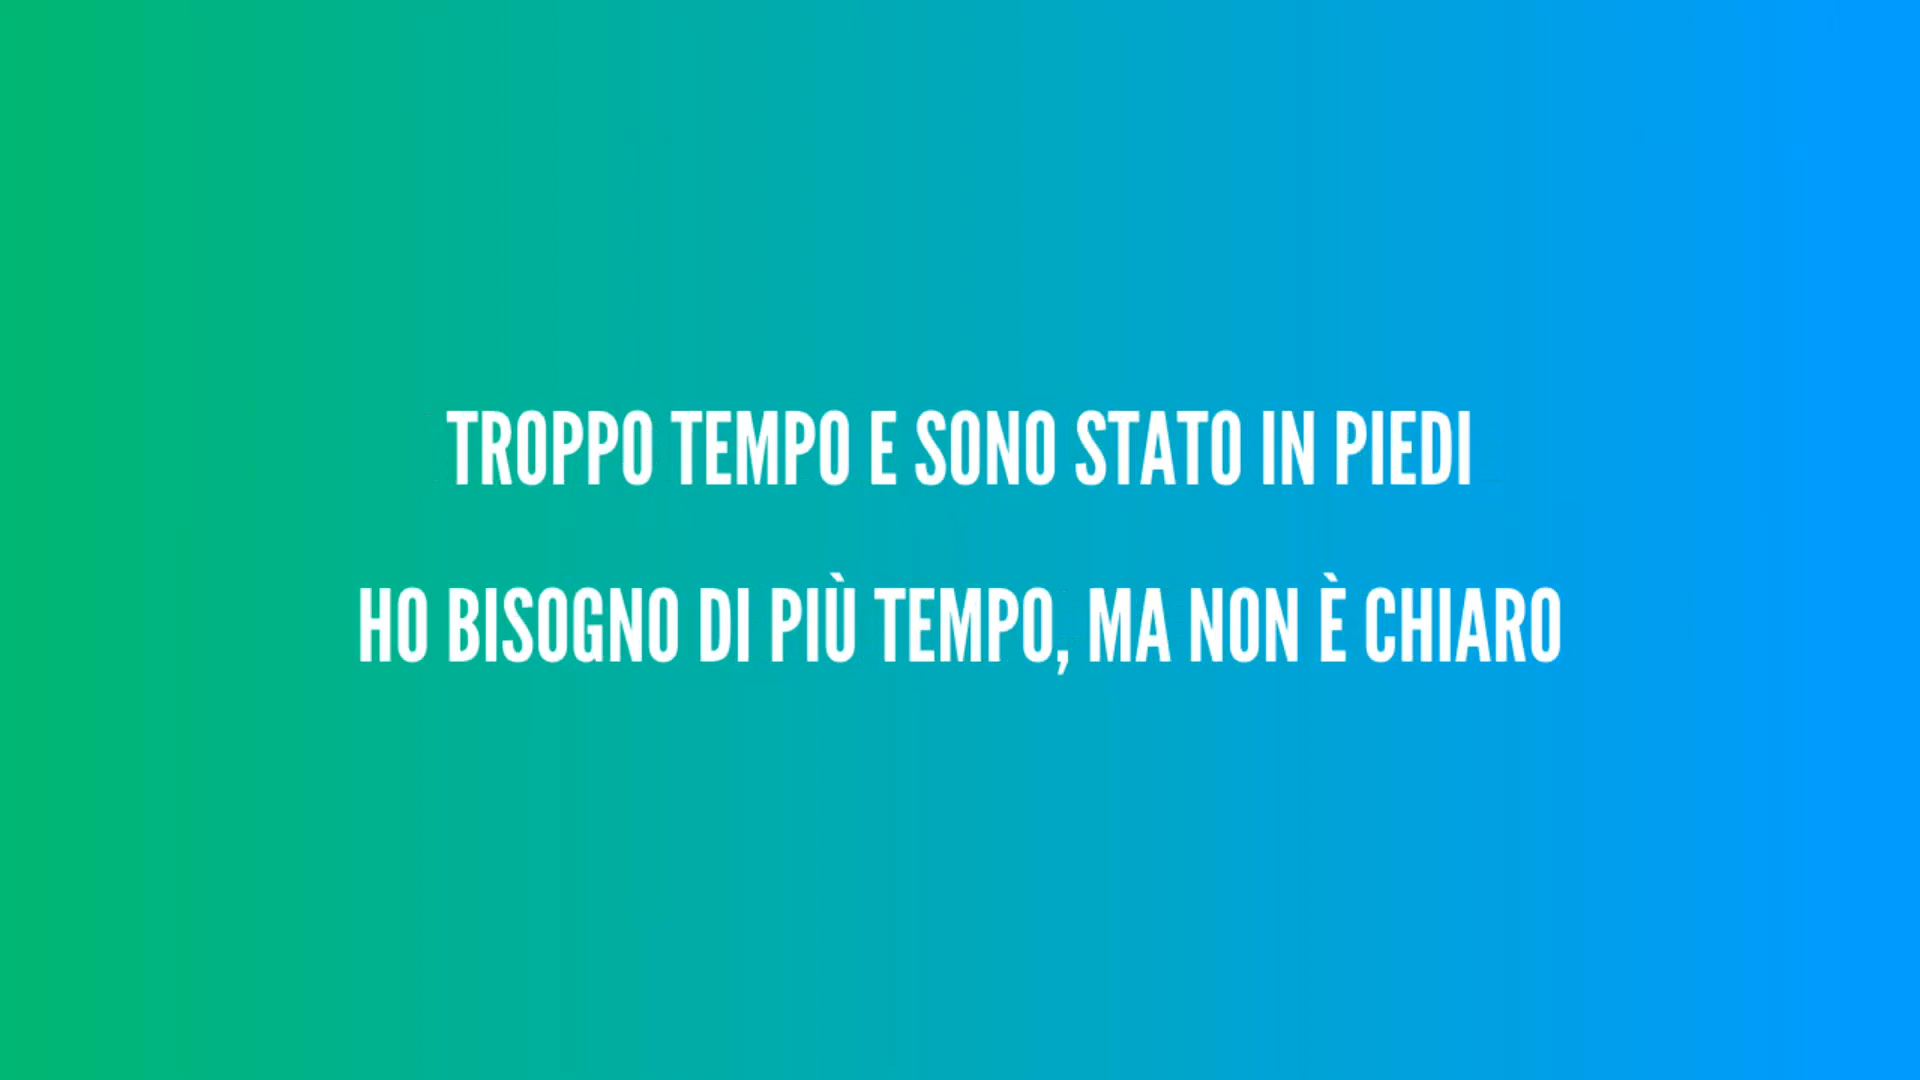 TROPPO TEMPO E SONO STATO IN PIEDI
HO BISOGNO DI PIÙ TEMPO, MA NON È CHIARO